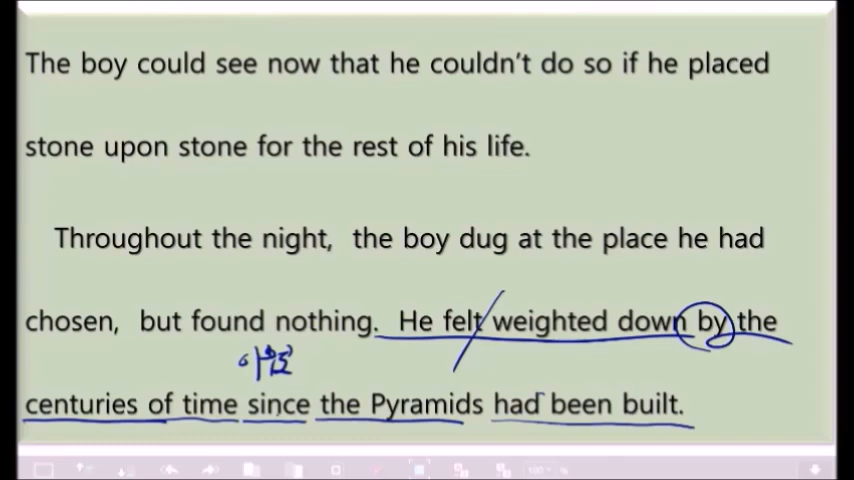 The boy could see now that he couldn't do so if he placed
stone upon stone for the rest of his life.
Throughout the night, the boy dug at the place he had
chosen, but found nothing. He felt weighted down by the
centuries of time since the Pyramids had been built.